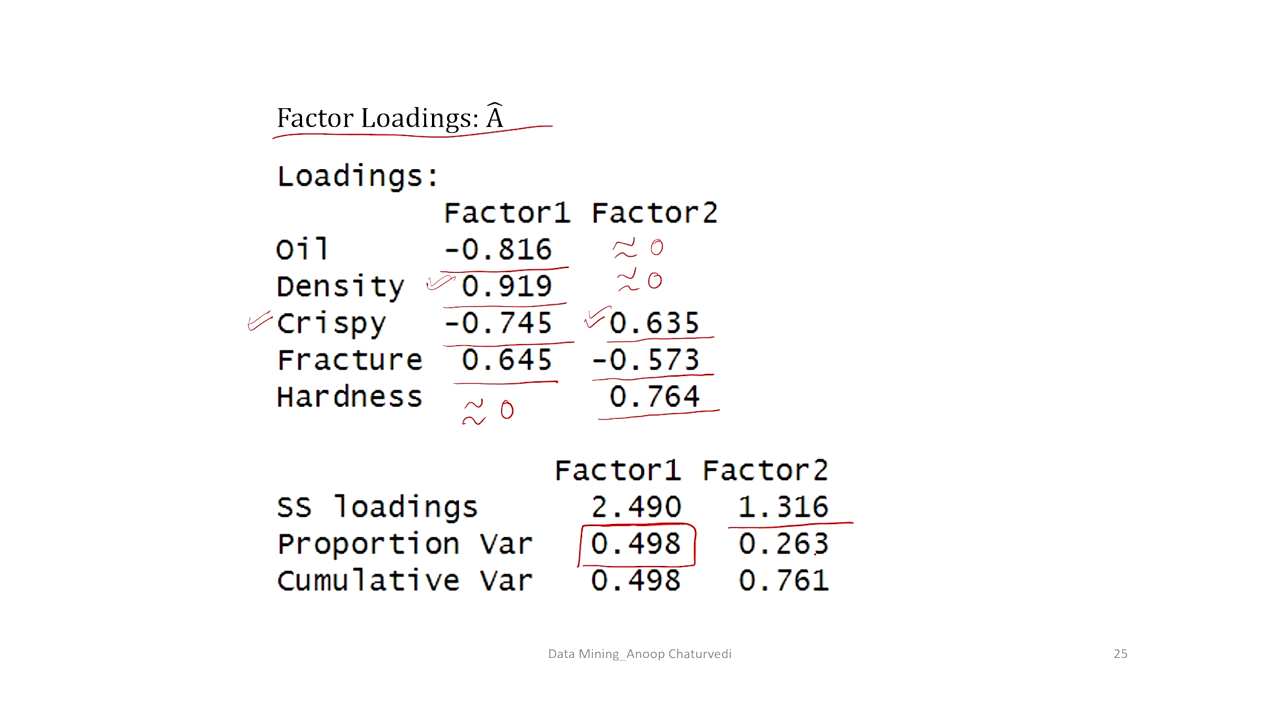 Factor Loadings: Â
Loadings:
Factor1 Factor2
Oil -0.816 ≈ 0
Density 0.919 ≈ 0
Crispy -0.745 0.635
Fracture 0.645 -0.573
Hardness ≈ 0 0.764
Factor1 Factor2
SS loadings 2.490 1.316
Proportion Var 0.498 0.263
Cumulative Var 0.498 0.761
Data Mining_Anoop Chaturvedi 25